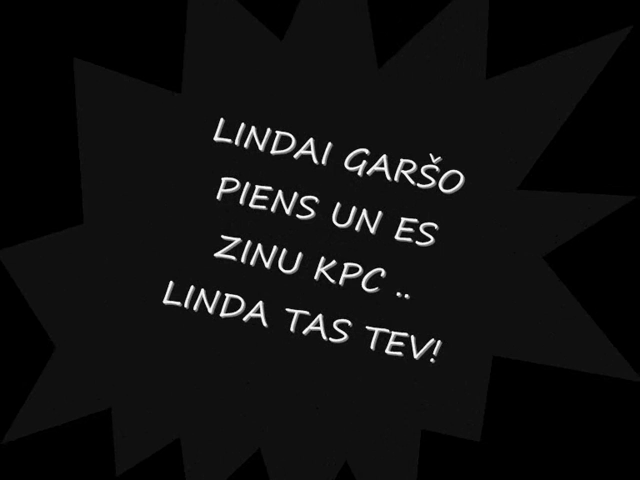 LINDAI GARŠO
PIENS UN ES
ZINU KPC ..
LINDA TAS TEV!